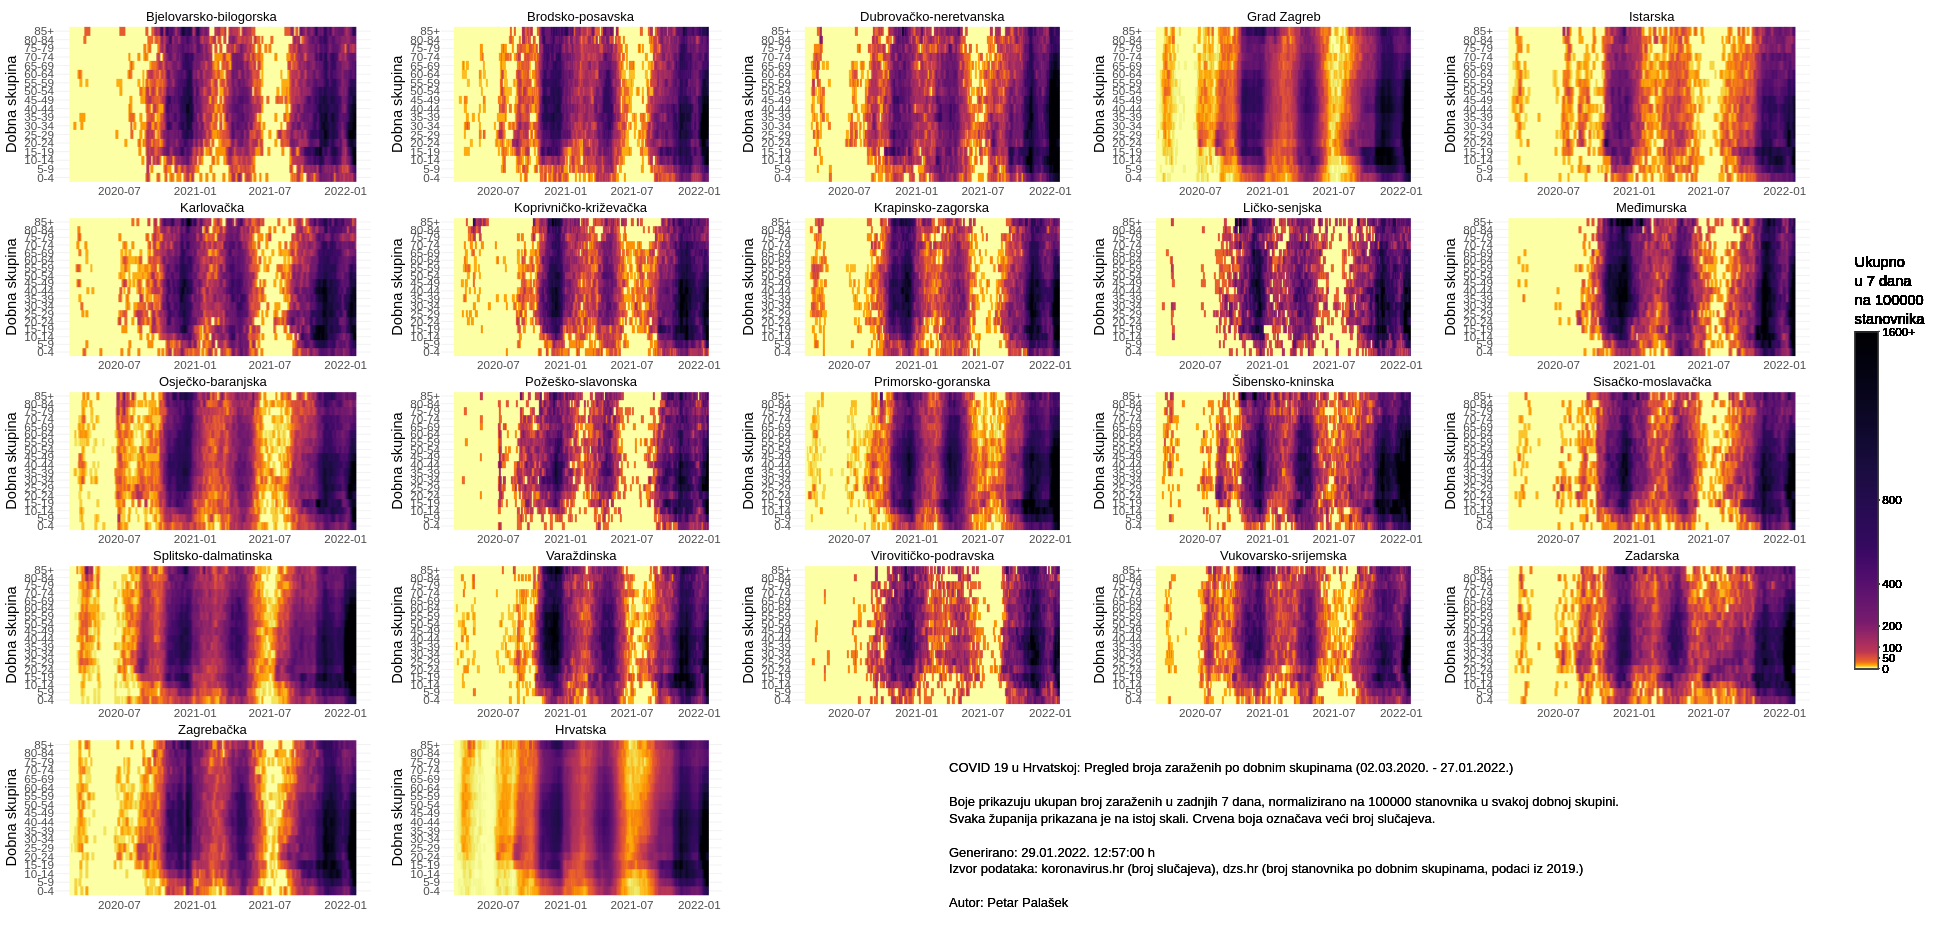 Bjelovarsko-bilogorska
Brodsko-posavska
Dubrovačko-neretvanska
Grad Zagreb
Istarska
Dobna skupina
85+
80-84
75-79
70-74
65-69
60-64
55-59
50-54
45-49
40-44
35-39
30-34
25-29
20-24
15-19
10-14
5-9
0-4
2020-07 2021-01 2021-07 2022-01
Karlovačka
Koprivničko-križevačka
Krapinsko-zagorska
Ličko-senjska
Međimurska
Osječko-baranjska
Požeško-slavonska
Primorsko-goranska
Šibensko-kninska
Sisačko-moslavačka
Splitsko-dalmatinska
Varaždinska
Virovitičko-podravska
Vukovarsko-srijemska
Zadarska
Zagrebačka
Hrvatska
Ukupno
u 7 dana
na 100000
stanovnika
1600+
800
400
200
100
50
0
COVID 19 u Hrvatskoj: Pregled broja zaraženih po dobnim skupinama (02.03.2020. - 27.01.2022.)
Boje prikazuju ukupan broj zaraženih u zadnjih 7 dana, normalizirano na 100000 stanovnika u svakoj dobnoj skupini.
Svaka županija prikazana je na istoj skali. Crvena boja označava veći broj slučajeva.
Generirano: 29.01.2022. 12:57:00 h
Izvor podataka: koronavirus.hr (broj slučajeva), dzs.hr (broj stanovnika po dobnim skupinama, podaci iz 2019.)
Autor: Petar Palašek